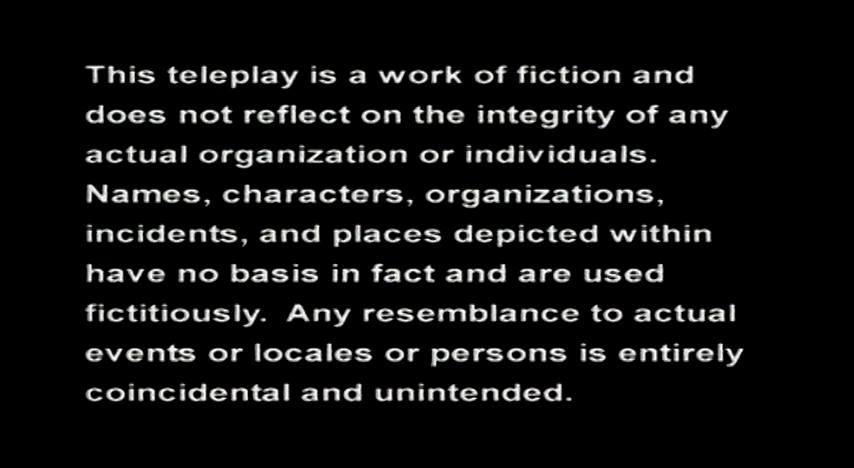 This teleplay is a work of fiction and
does not reflect on the integrity of any
actual organization or individuals.
Names, characters, organizations,
incidents, and places depicted within
have no basis in fact and are used
fictitiously.  Any resemblance to actual
events or locales or persons is entirely
coincidental and unintended.